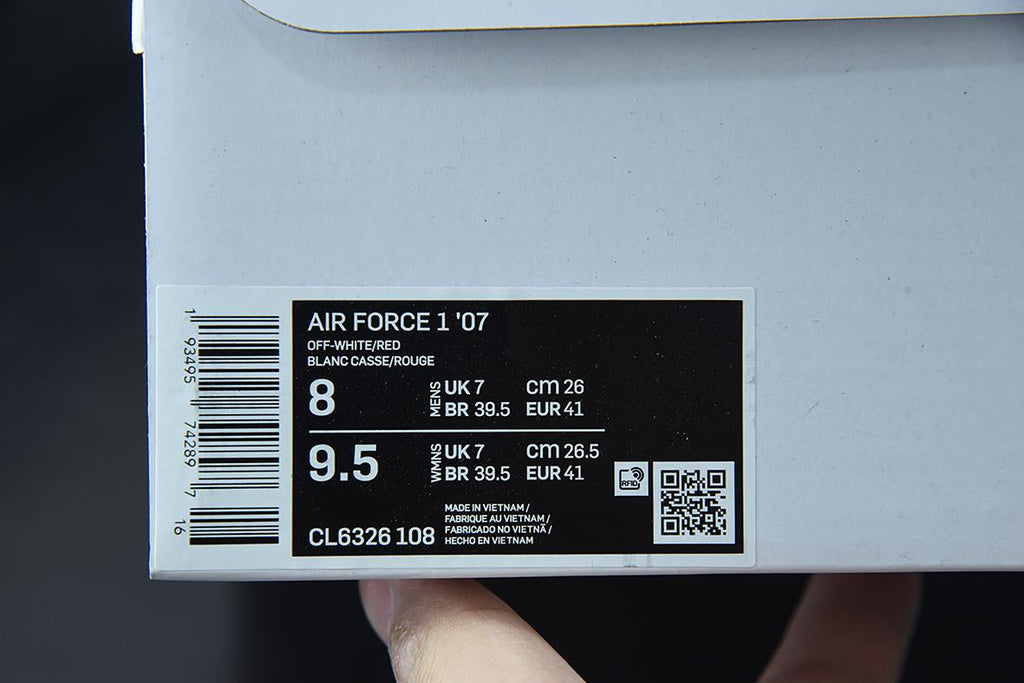 AIR FORCE 1 '07
OFF-WHITE/RED
BLANC CASSE/ROUGE
8 MENS UK 7 cm 26
BR 39.5 EUR 41
9.5 WMNS UK 7 cm 26.5
BR 39.5 EUR 41
RFID
CL6326 108
MADE IN VIETNAM /
FABRIQUE AU VIETNAM /
FABRICADO NO VIETNÃ /
HECHO EN VIETNAM
1 93495 74289 7
16